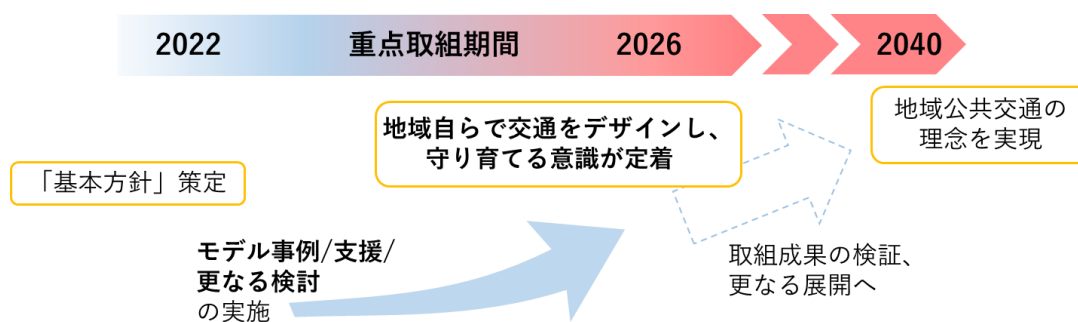 2022 重点取組期間 2026 2040
地域公共交通の
理念を実現
地域自らで交通をデザインし、
守り育てる意識が定着
「基本方針」策定
モデル事例/支援/
更なる検討
の実施
取組成果の検証、
更なる展開へ